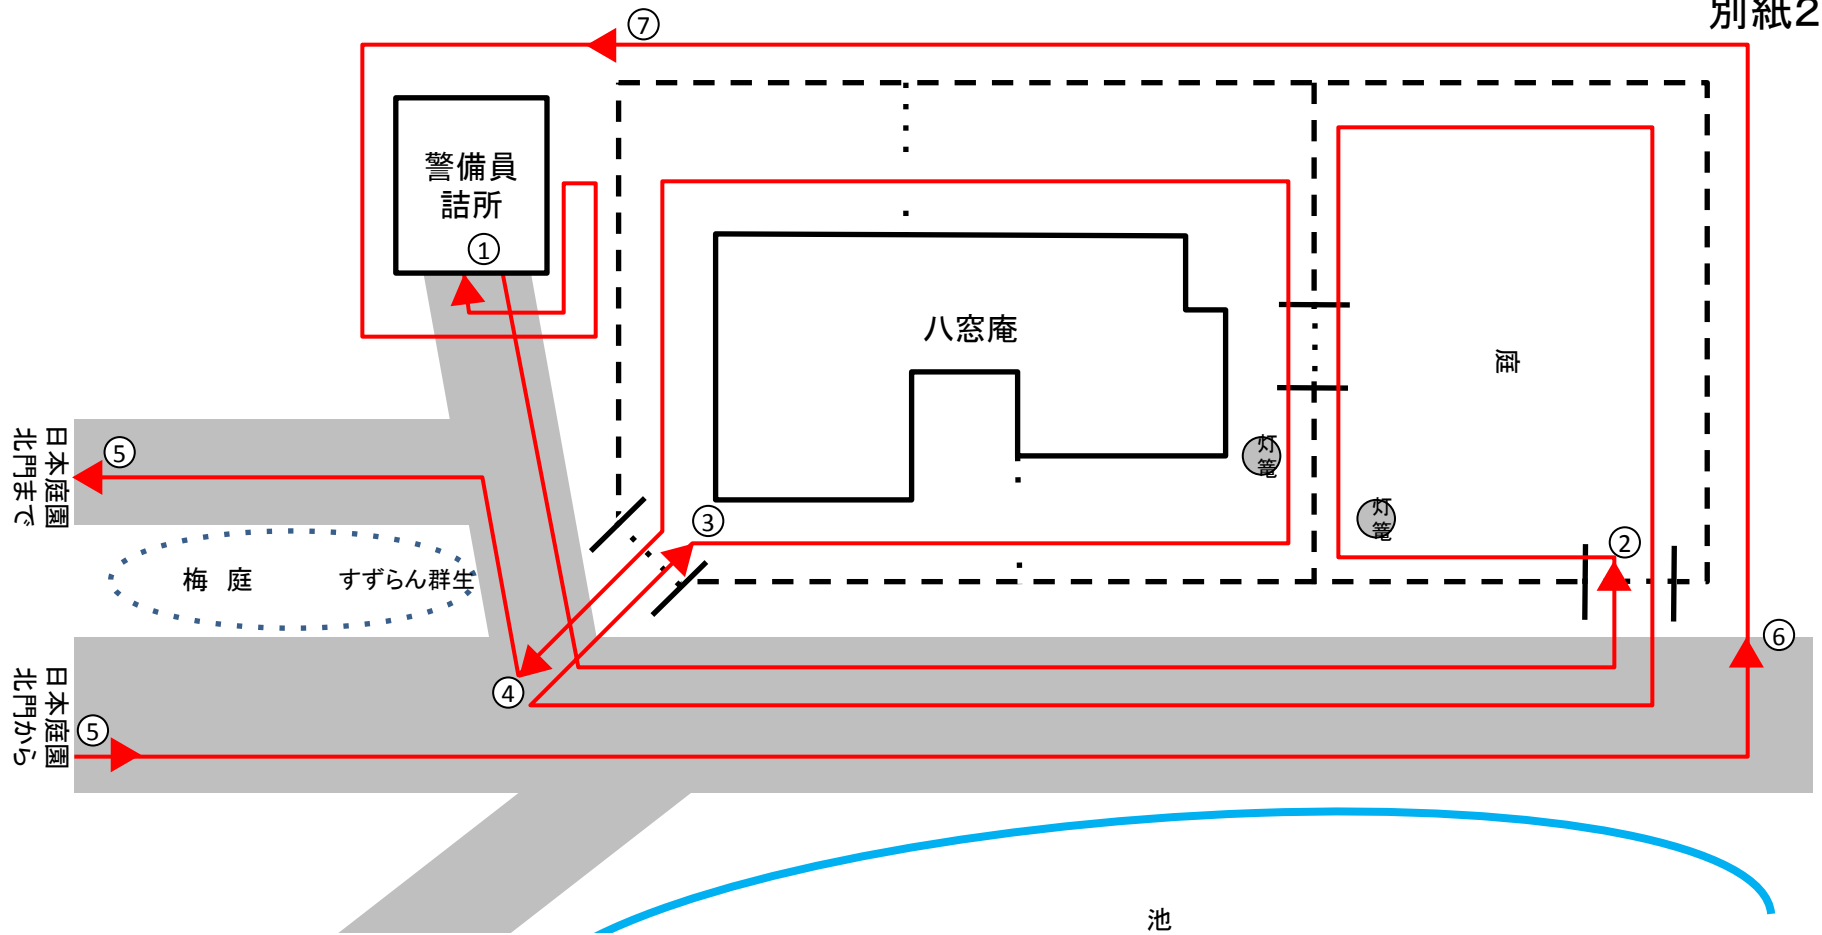 別紙2
⑦
警備員
詰所
①
八窓庵
庭
灯
篭
灯
篭
②
③
⑤
日本庭園
北門まで
梅 庭
すずらん群生
⑥
④
⑤
日本庭園
北門から
池